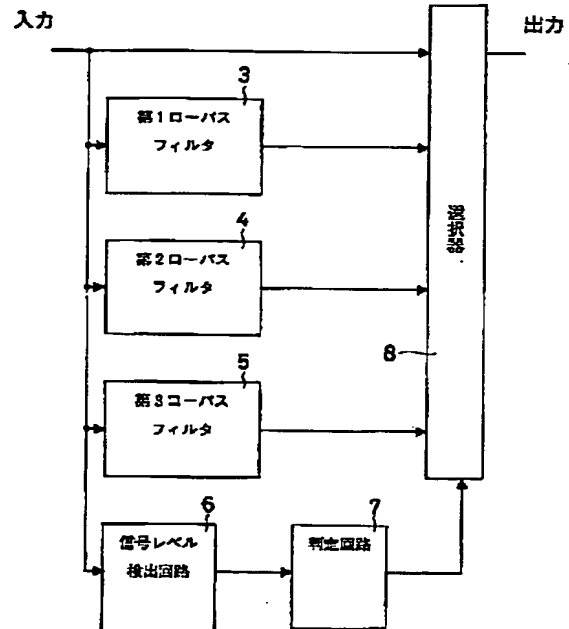 入力
出力
3
第1ローパス
フィルタ
4
第2ローパス
フィルタ
選択器
8
5
第3ローパス
フィルタ
6
信号レベル
検出回路
7
判定回路